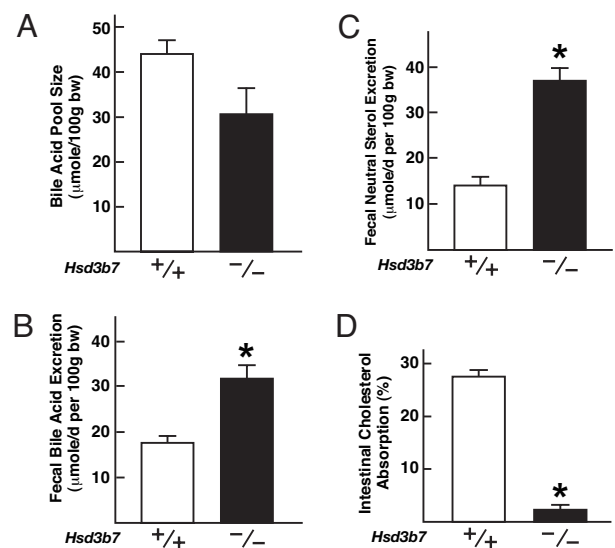 A
Bile Acid Pool Size
(µmole/100g bw)
50
40
30
20
10
Hsd3b7
+/+
−/−
B
Fecal Bile Acid Excretion
(µmole/d per 100g bw)
40
30
20
10
*
Hsd3b7
+/+
−/−
C
Fecal Neutral Sterol Excretion
(µmole/d per 100g bw)
40
30
20
10
*
Hsd3b7
+/+
−/−
D
Intestinal Cholesterol
Absorption (%)
30
20
10
*
Hsd3b7
+/+
−/−